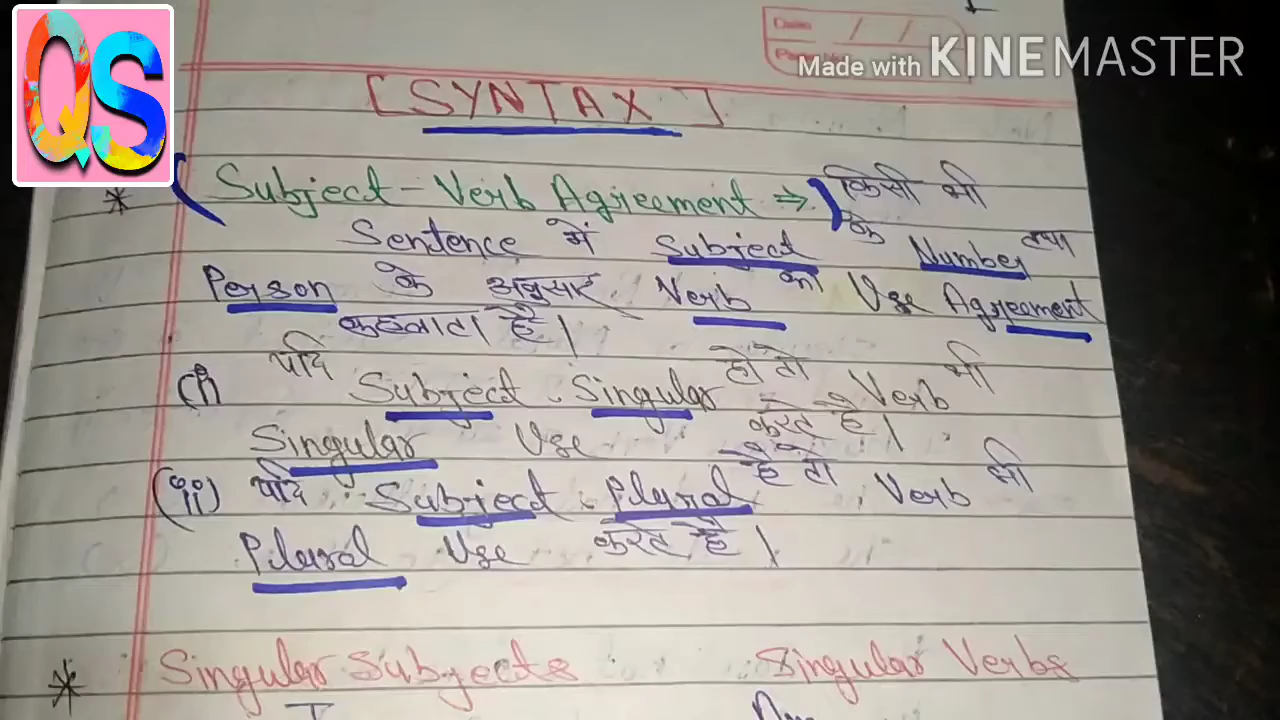 QS
Date / /
Made with KINEMASTER
[SYNTAX]
* (Subject-Verb Agreement ⇒) किसी भी
Sentence में Subject के Number तथा
Person के अनुसार Verb का Use Agreement
कहलाता है।
(i) यदि Subject Singular हो तो Verb भी
Singular Use करते है।
(ii) यदि Subject Plural है तो Verb भी
Plural Use करते है।
* Singular Subjects Singular Verbs
I